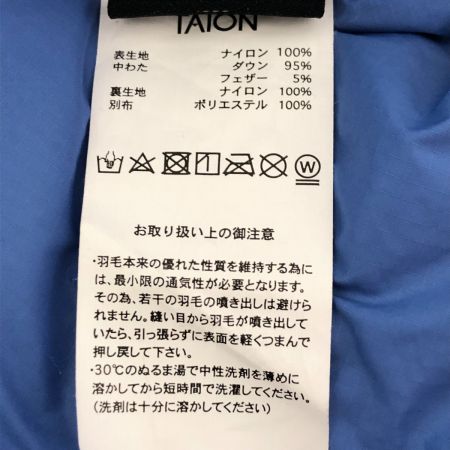 TATON
表生地 ナイロン 100%
中わた ダウン 95%
フェザー 5%
裏生地 ナイロン 100%
別布 ポリエステル 100%
W
お取り扱い上の御注意
・羽毛本来の優れた性質を維持する為に
は、最小限の通気性が必要となります。
その為、若干の羽毛の噴き出しは避けら
れません。縫い目から羽毛が噴き出して
いたら、引っ張らずに表面を軽くつまんで
押し戻して下さい。
・30℃のぬるま湯で中性洗剤を薄めに
溶かしてから短時間で洗濯してください。
(洗剤は十分に溶かしてください)